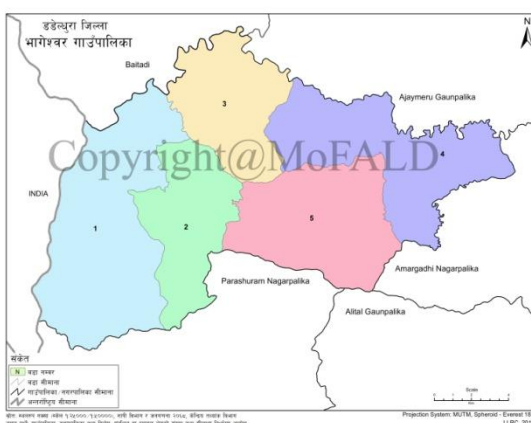 डडेल्धुरा जिल्ला
भागेश्वर गाउँपालिका
N
Baitadi
3
Ajaymeru Gaunpalika
Copyright@MoFALD
4
INDIA
1
2
5
Amargadhi Nagarpalika
Parashuram Nagarpalika
Alital Gaunpalika
संकेत
N वडा नम्बर
वडा सीमाना
गाउँपालिका/नगरपालिका सीमाना
अन्तराष्ट्रिय सीमाना
Scale
Projection System: MUTM, Spheroid - Everest 18